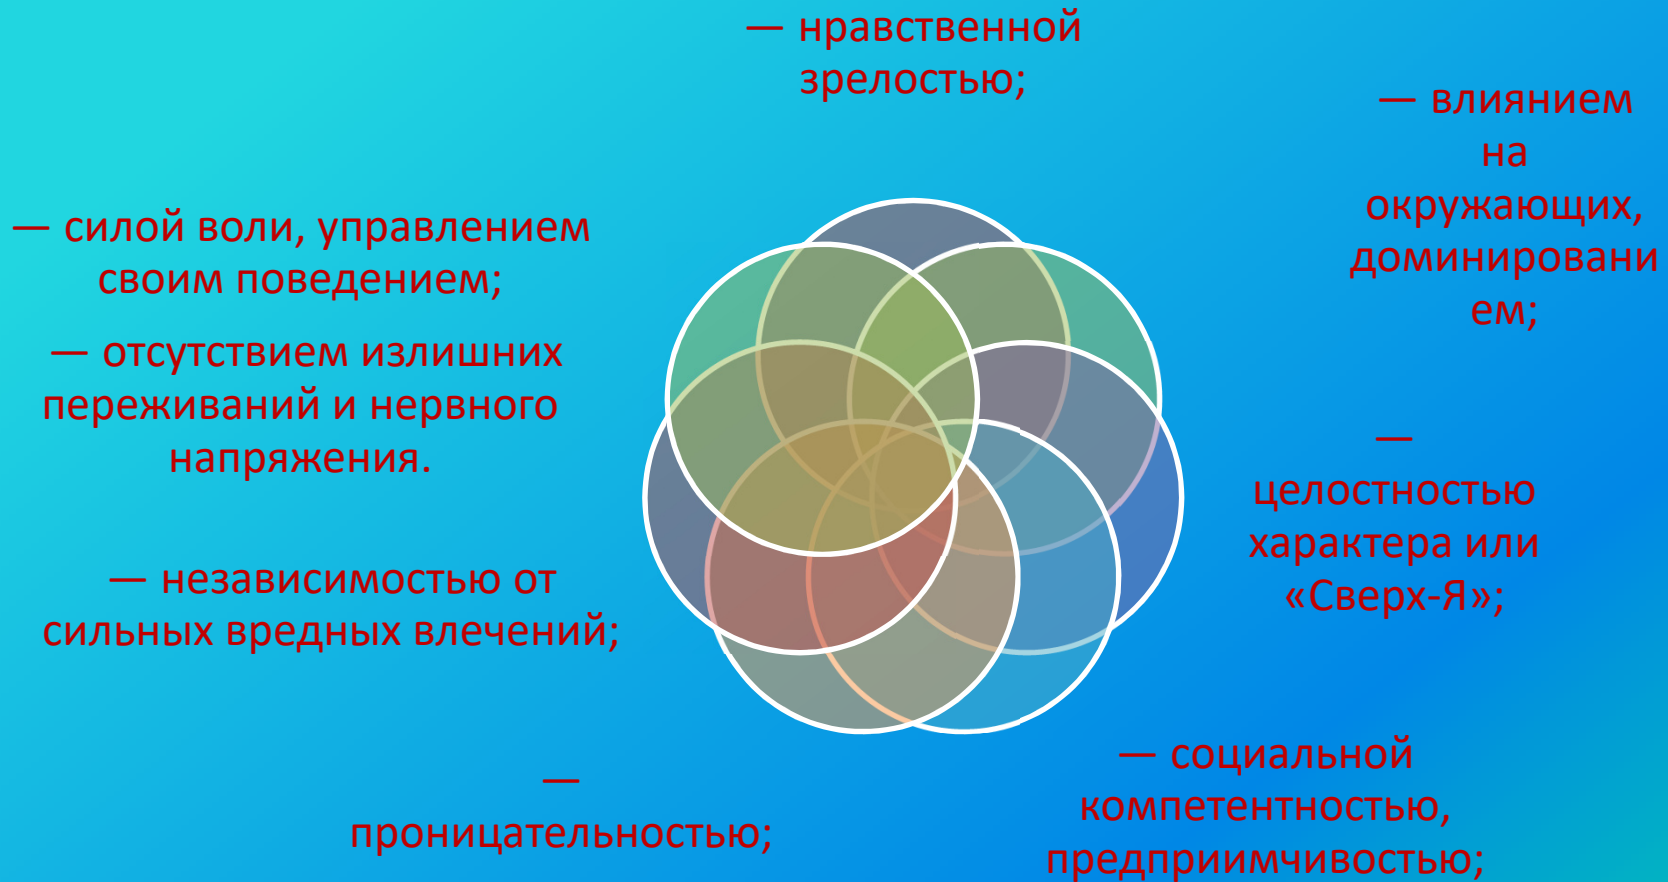 — нравственной
зрелостью;
— влиянием
на
окружающих,
доминировани
ем;
— целостностью
характера или
«Сверх-Я»;
— социальной
компетентностью,
предприимчивостью;
— проницательностью;
— независимостью от
сильных вредных влечений;
— отсутствием излишних
переживаний и нервного
напряжения.
— силой воли, управлением
своим поведением;